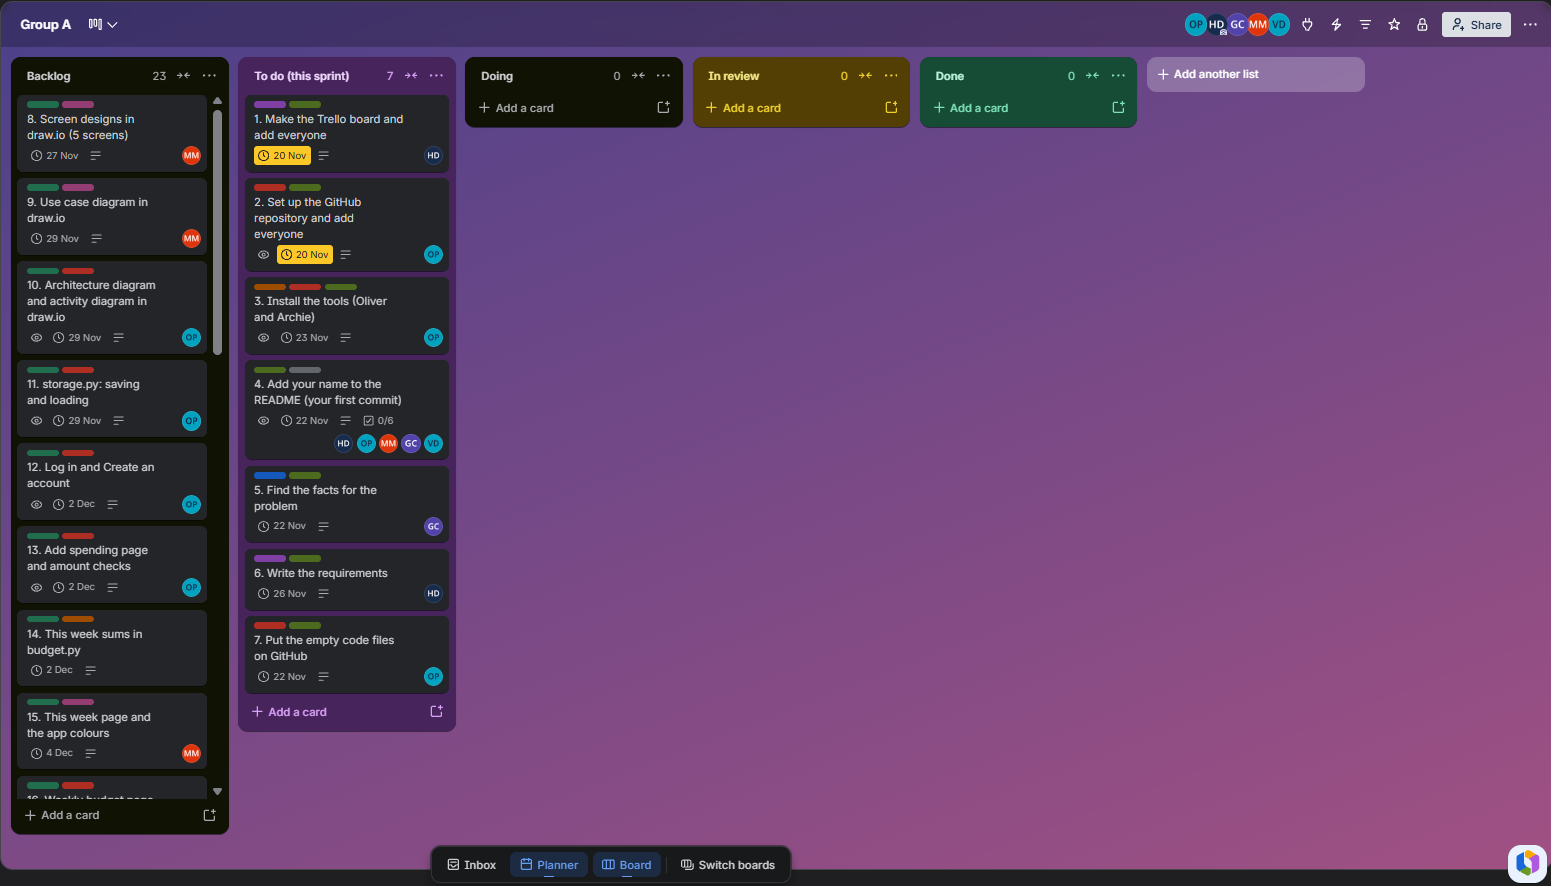 Group A
OP HD GC MM VD
Share
Backlog 23
8. Screen designs in
draw.io (5 screens)
27 Nov
MM
9. Use case diagram in
draw.io
29 Nov
MM
10. Architecture diagram
and activity diagram in
draw.io
29 Nov
OP
11. storage.py: saving
and loading
29 Nov
OP
12. Log in and Create an
account
2 Dec
OP
13. Add spending page
and amount checks
2 Dec
OP
14. This week sums in
budget.py
2 Dec
15. This week page and
the app colours
4 Dec
MM
16. Weekly budget page
Add a card
To do (this sprint) 7
1. Make the Trello board and
add everyone
20 Nov
HD
2. Set up the GitHub
repository and add
everyone
20 Nov
OP
3. Install the tools (Oliver
and Archie)
23 Nov
OP
4. Add your name to the
README (your first commit)
22 Nov 0/6
HD OP MM GC VD
5. Find the facts for the
problem
22 Nov
GC
6. Write the requirements
26 Nov
HD
7. Put the empty code files
on GitHub
22 Nov
OP
Add a card
Doing 0
Add a card
In review 0
Add a card
Done 0
Add a card
Add another list
Inbox
Planner
Board
Switch boards